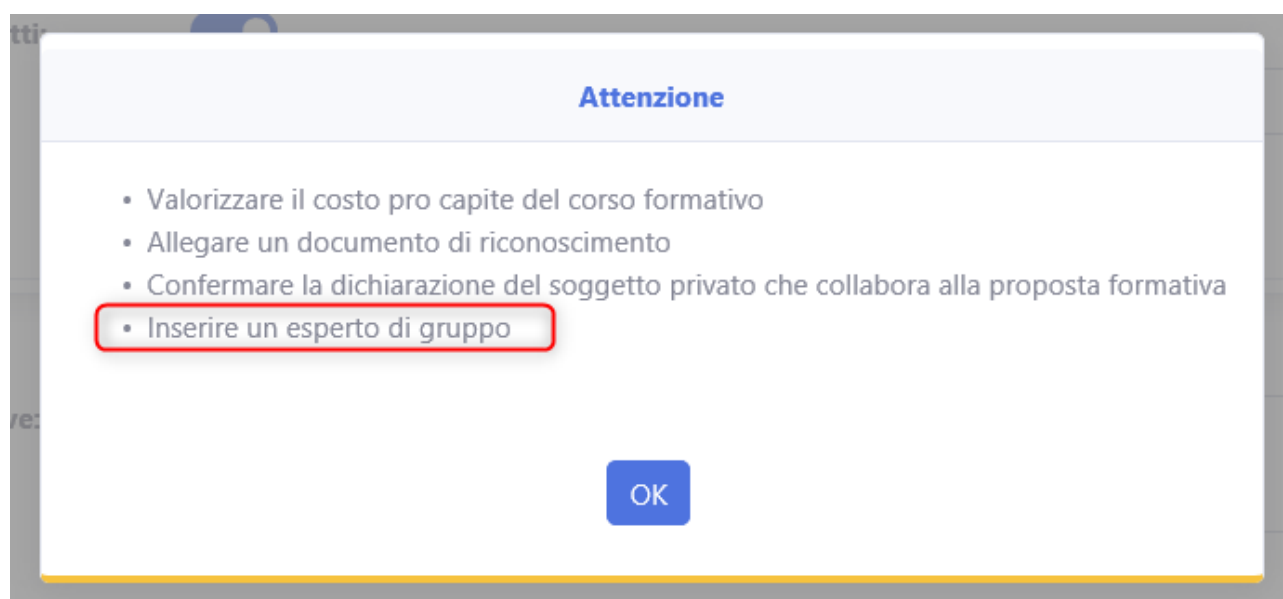 Attenzione
• Valorizzare il costo pro capite del corso formativo
• Allegare un documento di riconoscimento
• Confermare la dichiarazione del soggetto privato che collabora alla proposta formativa
• Inserire un esperto di gruppo
OK